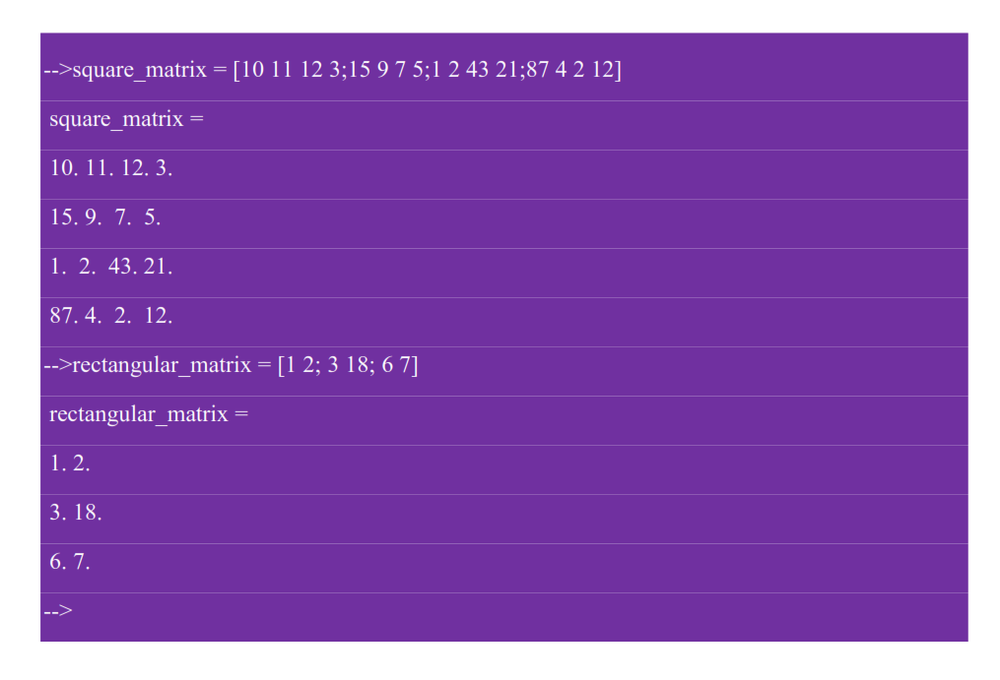 -->square_matrix = [10 11 12 3;15 9 7 5;1 2 43 21;87 4 2 12]
square_matrix =
10. 11. 12. 3.
15. 9.  7.  5.
1.  2.  43. 21.
87. 4.  2.  12.
-->rectangular_matrix = [1 2; 3 18; 6 7]
rectangular_matrix =
1. 2.
3. 18.
6. 7.
-->